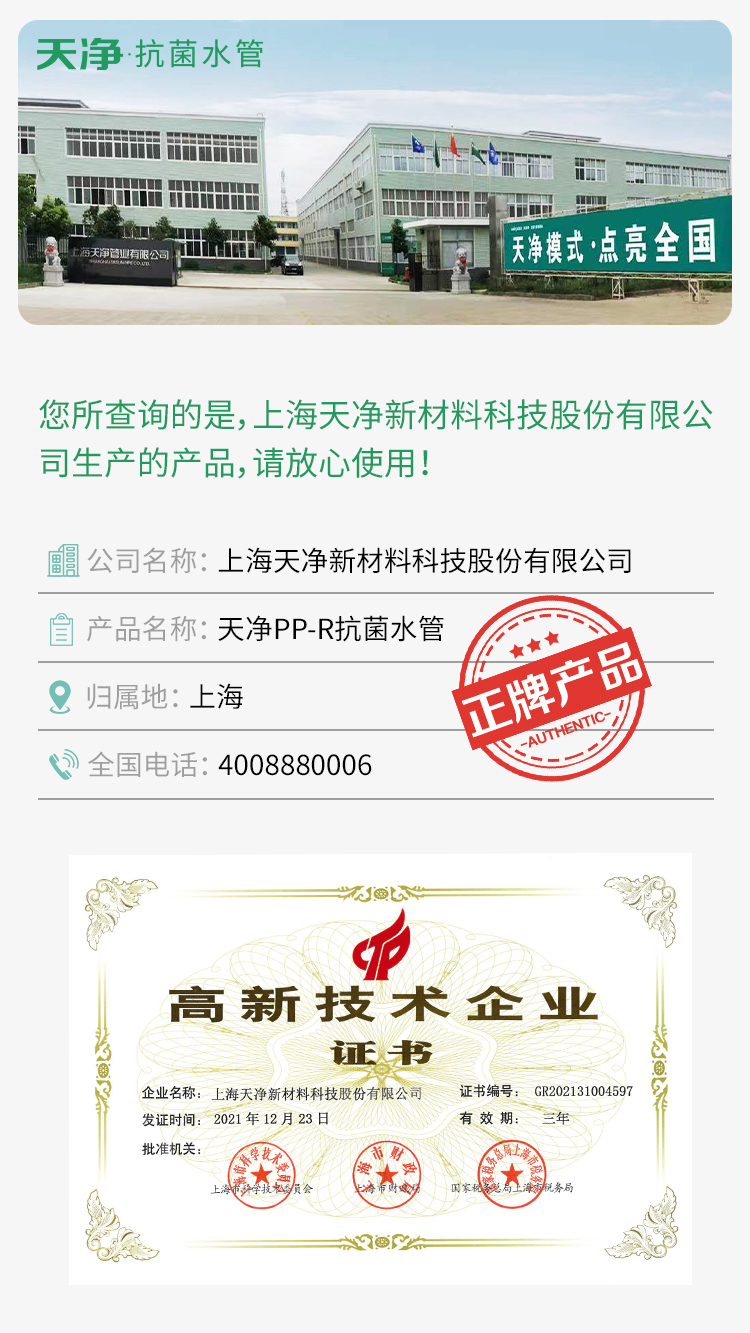 天净·抗菌水管
上海天净管业有限公司
天净模式·点亮全国
您所查询的是，上海天净新材料科技股份有限公
司生产的产品，请放心使用！
公司名称：上海天净新材料科技股份有限公司
产品名称：天净PP-R抗菌水管
归属地：上海
全国电话：4008880006
正牌产品
-AUTHENTIC-
高新技术企业
证书
企业名称：上海天净新材料科技股份有限公司
证书编号：GR202131004597
发证时间：2021年12月23日
有效期：三年
批准机关：
上海市科学技术委员会
上海市财政局
国家税务总局上海市税务局